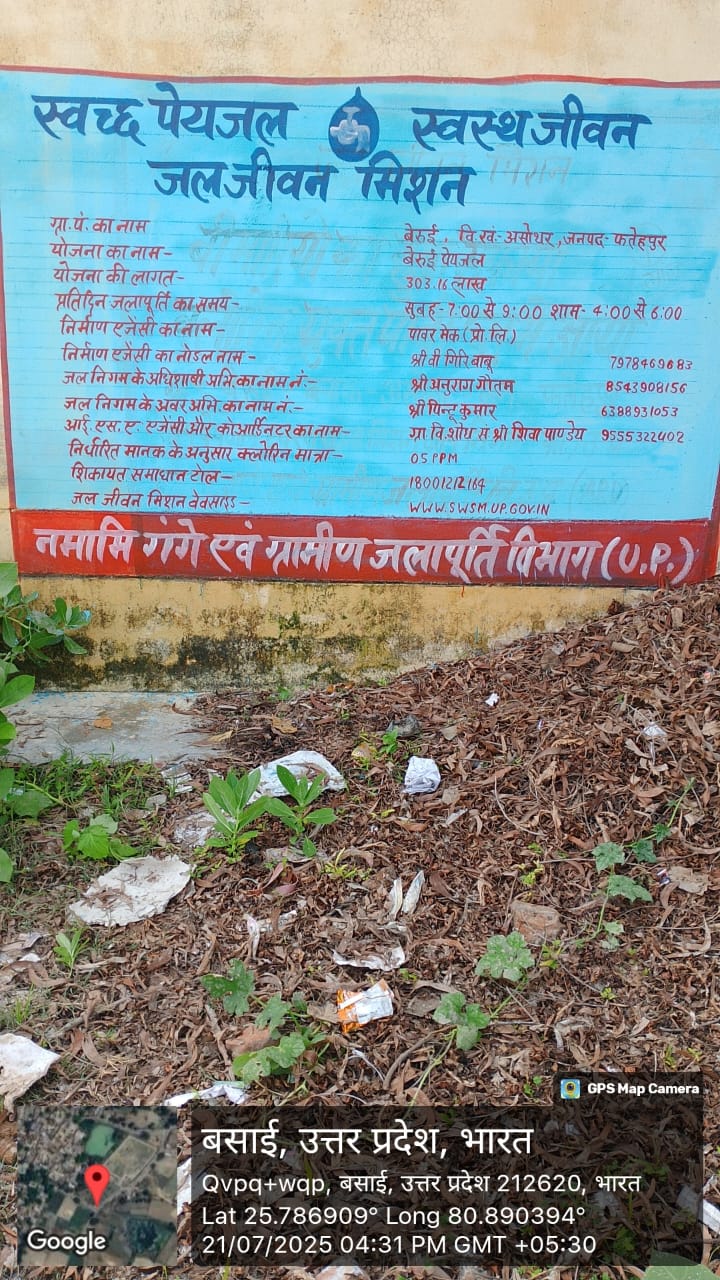 स्वच्छ पेयजल स्वस्थ जीवन
जल जीवन मिशन
ग्रा.पं. का नाम बेरुई, वि.खं.- असोथर, जनपद- फतेहपुर
योजना का नाम- बेरुई पेयजल
योजना की लागत- 303.16 लाख
प्रतिदिन जलापूर्ति का समय- सुबह- 7:00 से 9:00 शाम- 4:00 से 6:00
निर्माण एजेंसी का नाम- पावर मेक (प्रो.लि.)
निर्माण एजेंसी का नोडल नाम- श्री वी गिरि बाबू 7978469683
जल निगम के अधिशाषी अभि. का नाम नं.- श्री अनुराग गौतम 8543908156
जल निगम के अवर अभि. का नाम नं.- श्री पिन्टू कुमार 6388931053
आई.एस.ए. एजेंसी और कोआर्डिनटर का नाम- ग्रा वि.शोध सं श्री शिवा पाण्डेय 9555322402
निर्धारित मानक के अनुसार क्लोरिन मात्रा- 05 PPM
शिकायत समाधान टोल- 18001212164
जल जीवन मिशन वेवसाइड- WWW.SWSM.UP.GOV.IN
नमामि गंगे एवं ग्रामीण जलापूर्ति विभाग (U.P.)
GPS Map Camera
बसाई, उत्तर प्रदेश, भारत
Qvpq+wqp, बसाई, उत्तर प्रदेश 212620, भारत
Lat 25.786909° Long 80.890394°
21/07/2025 04:31 PM GMT +05:30
Google